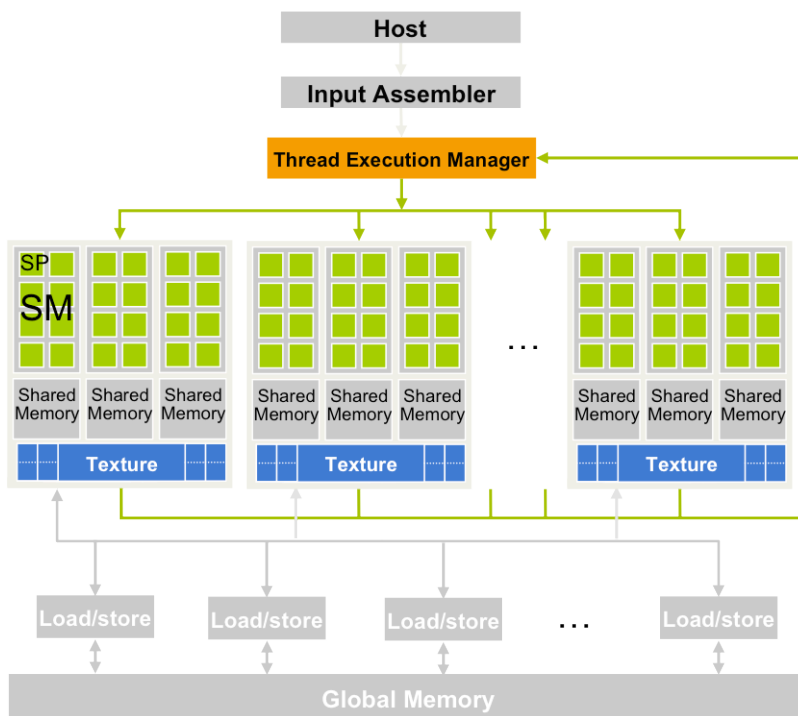 Host
Input Assembler
Thread Execution Manager
SP
SM
...
Shared Memory
Shared Memory
Shared Memory
Shared Memory
Shared Memory
Shared Memory
Shared Memory
Shared Memory
Shared Memory
Texture
Texture
Texture
Load/store
Load/store
Load/store
...
Load/store
Global Memory